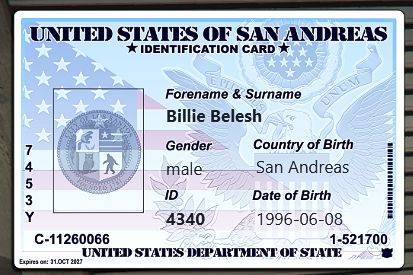 UNITED STATES OF SAN ANDREAS
★ IDENTIFICATION CARD ★
Forename & Surname
Billie Belesh
Gender
Country of Birth
male
San Andreas
ID
Date of Birth
4340
1996-06-08
7
4
5
3
Y
C-11260066
1-521700
UNITED STATES DEPARTMENT OF STATE
Expires on: 31.OCT 2027